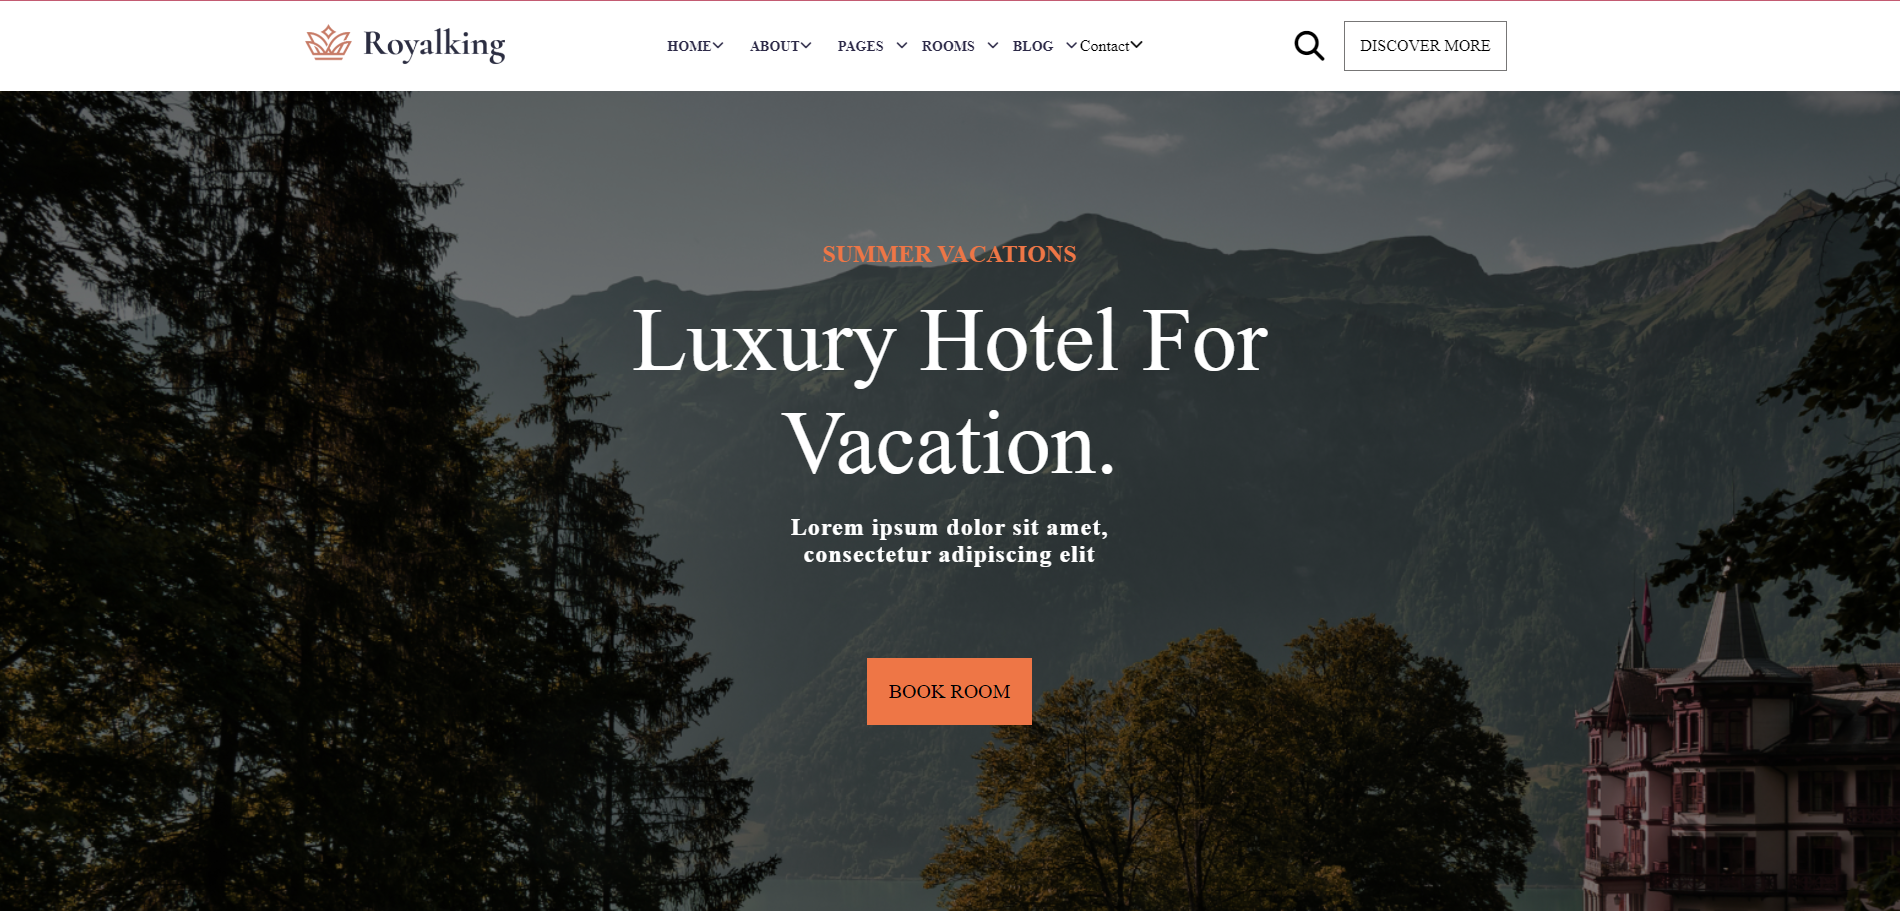 Royalking
HOME ABOUT PAGES ROOMS BLOG Contact
DISCOVER MORE
SUMMER VACATIONS
Luxury Hotel For
Vacation.
Lorem ipsum dolor sit amet,
consectetur adipiscing elit
BOOK ROOM